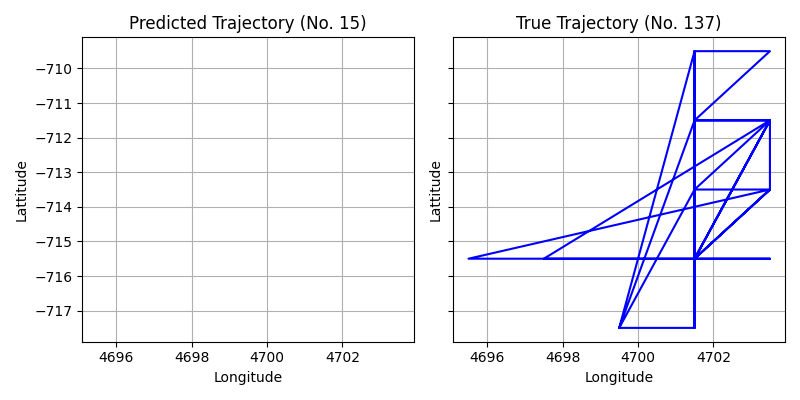 Predicted Trajectory (No. 15)
−710
−711
−712
−713
−714
−715
−716
−717
Lattitude
4696 4698 4700 4702
Longitude
True Trajectory (No. 137)
Lattitude
4696 4698 4700 4702
Longitude